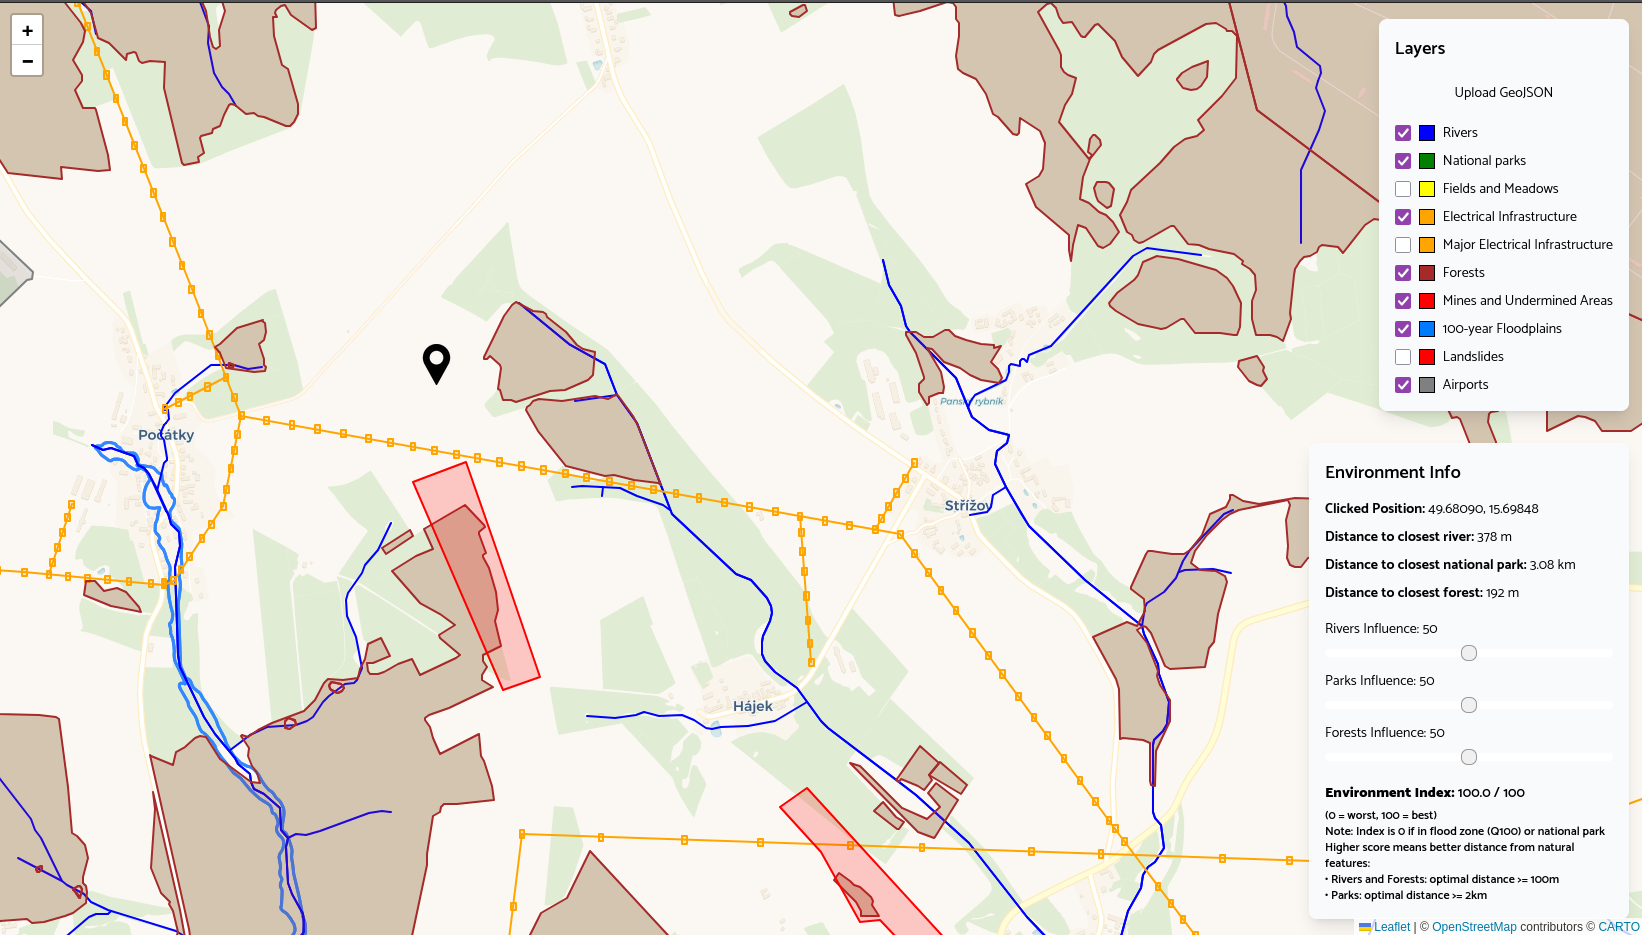 +
−
Layers
Upload GeoJSON
Rivers
National parks
Fields and Meadows
Electrical Infrastructure
Major Electrical Infrastructure
Forests
Mines and Undermined Areas
100-year Floodplains
Landslides
Airports
Panský rybník
Počátky
Střížov
Hájek
Environment Info
Clicked Position: 49.68090, 15.69848
Distance to closest river: 378 m
Distance to closest national park: 3.08 km
Distance to closest forest: 192 m
Rivers Influence: 50
Parks Influence: 50
Forests Influence: 50
Environment Index: 100.0 / 100
(0 = worst, 100 = best)
Note: Index is 0 if in flood zone (Q100) or national park
Higher score means better distance from natural
features:
• Rivers and Forests: optimal distance >= 100m
• Parks: optimal distance >= 2km
Leaflet | © OpenStreetMap contributors © CARTO